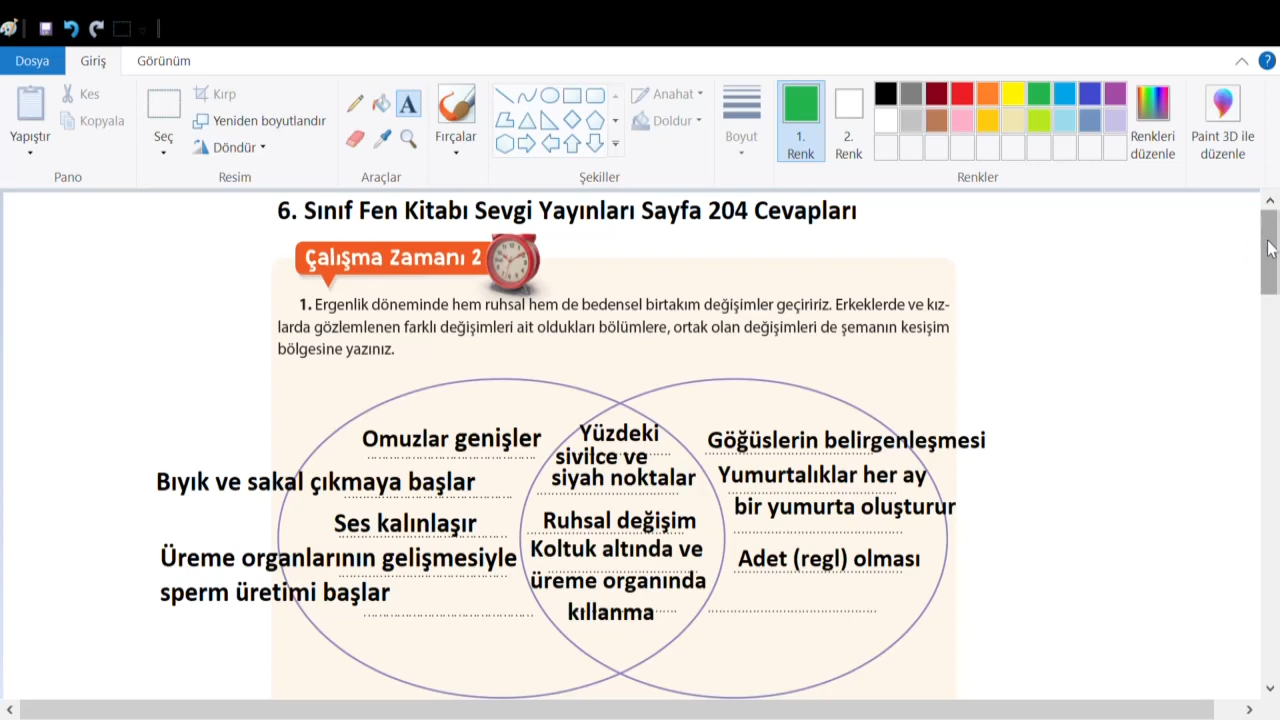 Dosya Giriş Görünüm
Yapıştır
Kes
Kopyala
Pano
Seç
Kırp
Yeniden boyutlandır
Döndür
Resim
A
Araçlar
Fırçalar
Şekiller
Anahat
Doldur
Boyut
1.
Renk
2.
Renk
Renkleri
düzenle
Paint 3D ile
düzenle
Renkler
?
6. Sınıf Fen Kitabı Sevgi Yayınları Sayfa 204 Cevapları
Çalışma Zamanı 2
1. Ergenlik döneminde hem ruhsal hem de bedensel birtakım değişimler geçiririz. Erkeklerde ve kız-
larda gözlemlenen farklı değişimleri ait oldukları bölümlere, ortak olan değişimleri de şemanın kesişim
bölgesine yazınız.
Omuzlar genişler
Bıyık ve sakal çıkmaya başlar
Ses kalınlaşır
Üreme organlarının gelişmesiyle
sperm üretimi başlar
Yüzdeki
sivilce ve
siyah noktalar
Ruhsal değişim
Koltuk altında ve
üreme organında
kıllanma
Göğüslerin belirgenleşmesi
Yumurtalıklar her ay
bir yumurta oluşturur
Adet (regl) olması